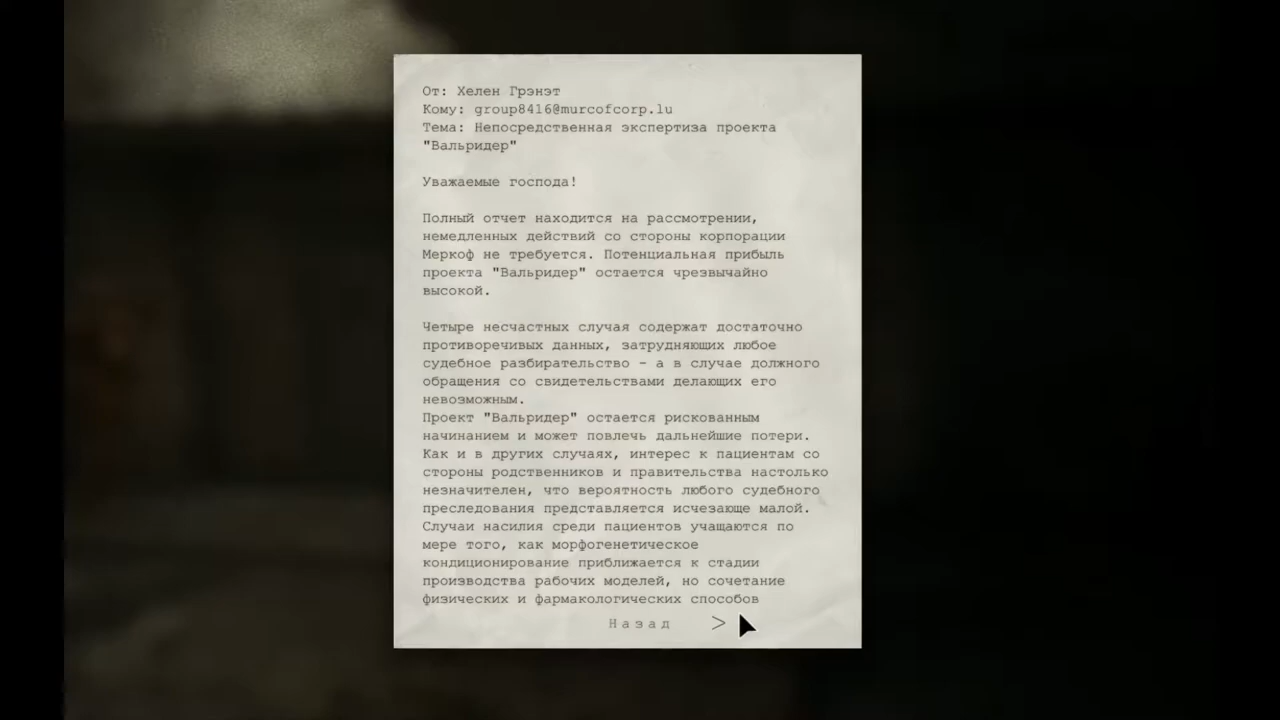 От: Хелен Грэнэт
Кому: group8416@murcofcorp.lu
Тема: Непосредственная экспертиза проекта
"Вальридер"
Уважаемые господа!
Полный отчет находится на рассмотрении,
немедленных действий со стороны корпорации
Меркоф не требуется. Потенциальная прибыль
проекта "Вальридер" остается чрезвычайно
высокой.
Четыре несчастных случая содержат достаточно
противоречивых данных, затрудняющих любое
судебное разбирательство - а в случае должного
обращения со свидетельствами делающих его
невозможным.
Проект "Вальридер" остается рискованным
начинанием и может повлечь дальнейшие потери.
Как и в других случаях, интерес к пациентам со
стороны родственников и правительства настолько
незначителен, что вероятность любого судебного
преследования представляется исчезающе малой.
Случаи насилия среди пациентов учащаются по
мере того, как морфогенетическое
кондиционирование приближается к стадии
производства рабочих моделей, но сочетание
физических и фармакологических способов
Назад >